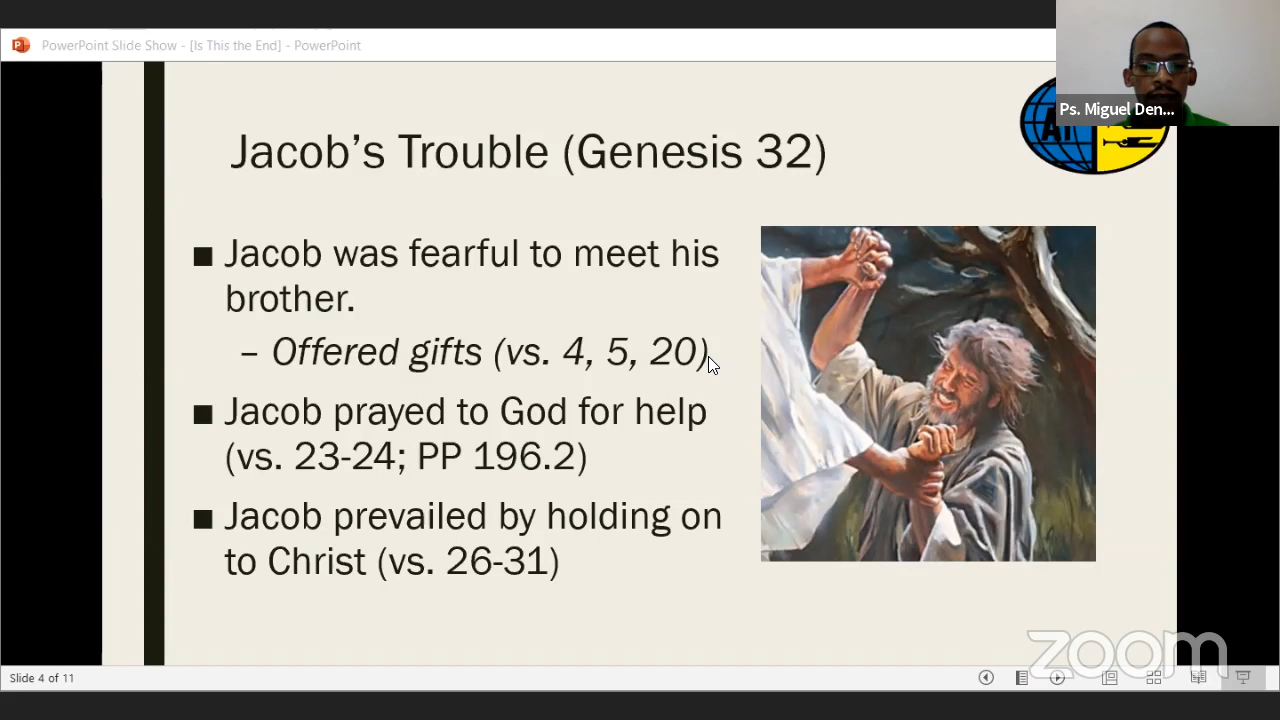 PowerPoint Slide Show - [Is This the End] - PowerPoint
Ps. Miguel Den...
Jacob’s Trouble (Genesis 32)
■ Jacob was fearful to meet his
brother.
– Offered gifts (vs. 4, 5, 20)
■ Jacob prayed to God for help
(vs. 23-24; PP 196.2)
■ Jacob prevailed by holding on
to Christ (vs. 26-31)
zoom
Slide 4 of 11